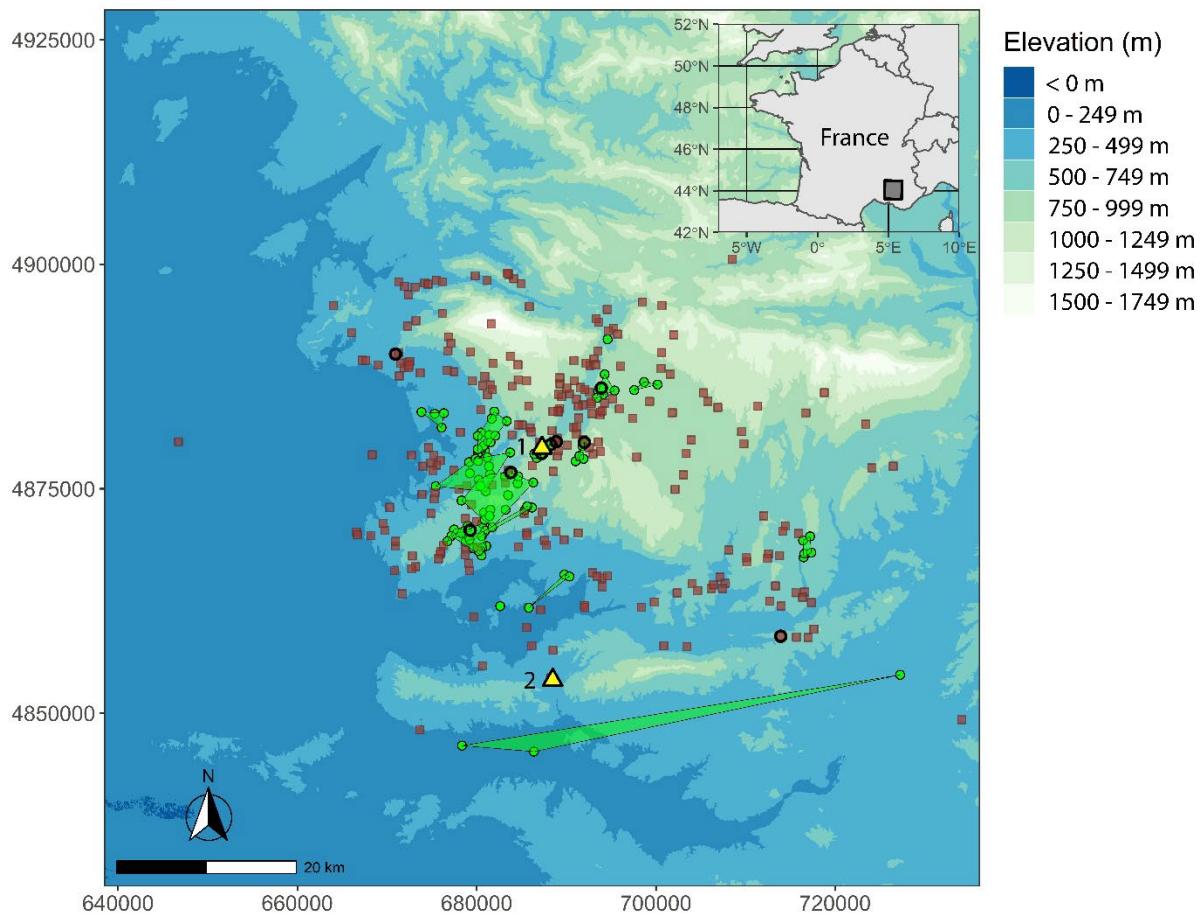 4925000
4900000
4875000
4850000
640000
660000
680000
700000
720000
52°N
50°N
48°N
46°N
44°N
42°N
5°W
0°
5°E
10°E
France
1
2
N
20 km
Elevation (m)
< 0 m
0 - 249 m
250 - 499 m
500 - 749 m
750 - 999 m
1000 - 1249 m
1250 - 1499 m
1500 - 1749 m